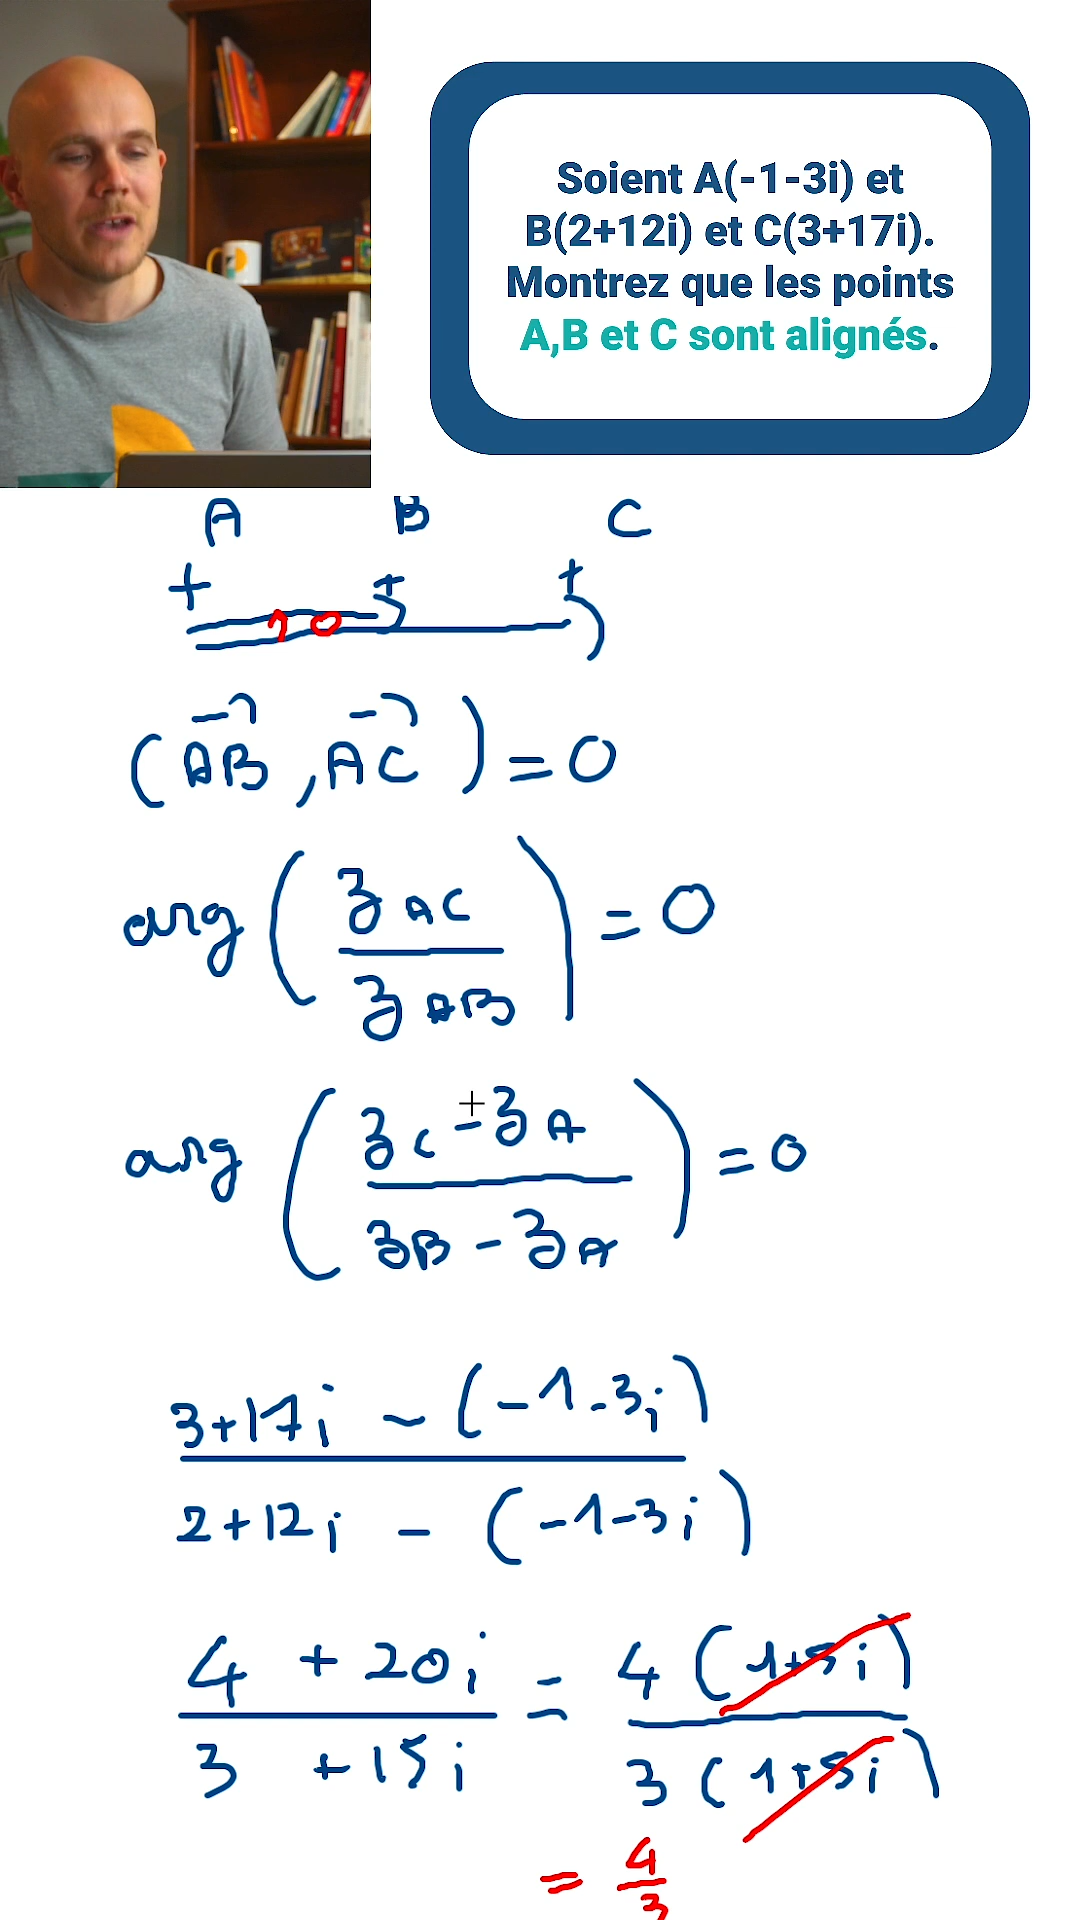 Soient A(-1-3i) et
B(2+12i) et C(3+17i).
Montrez que les points
A,B et C sont alignés.
A B C
10
(AB, AC) = 0
arg (zAC / zAB) = 0
arg (zC - zA / zB - zA) = 0
3+17i - (-1-3i)
2+12i - (-1-3i)
4 + 20i = 4 (1+5i)
3 + 15i 3 (1+5i)
= 4/3